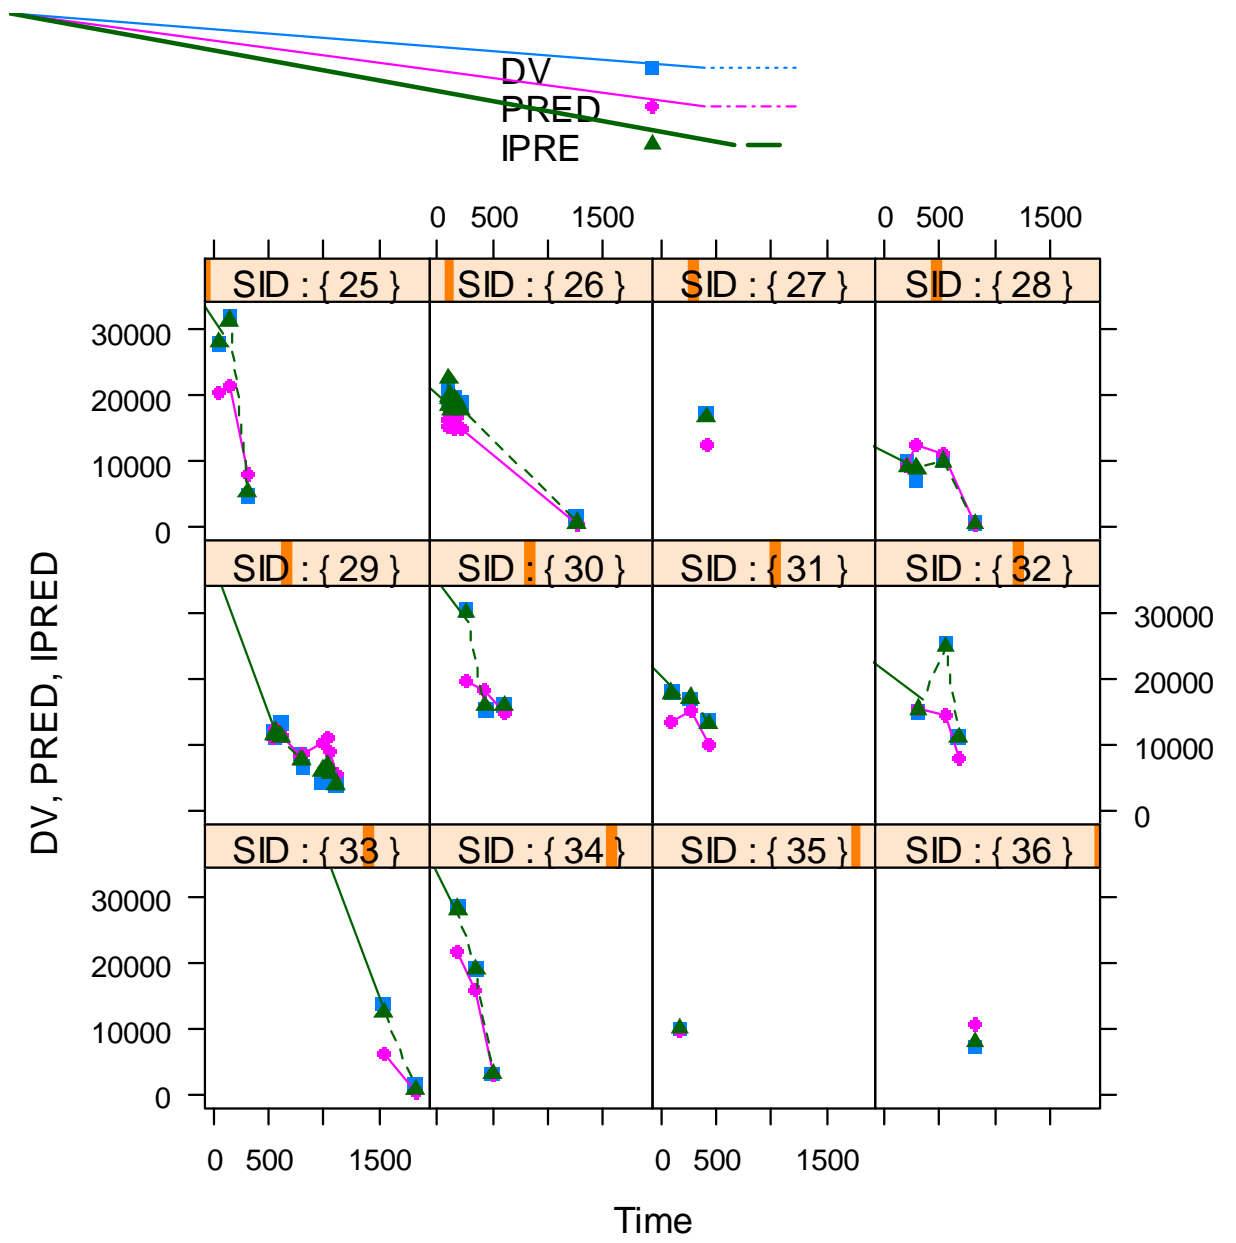 DV
PRED
IPRE
0 500 1500 0 500 1500
SID : { 25 } SID : { 26 } SID : { 27 } SID : { 28 }
30000
20000
10000
0
SID : { 29 } SID : { 30 } SID : { 31 } SID : { 32 }
30000
20000
10000
0
DV, PRED, IPRED
SID : { 33 } SID : { 34 } SID : { 35 } SID : { 36 }
30000
20000
10000
0
0 500 1500 0 500 1500
Time